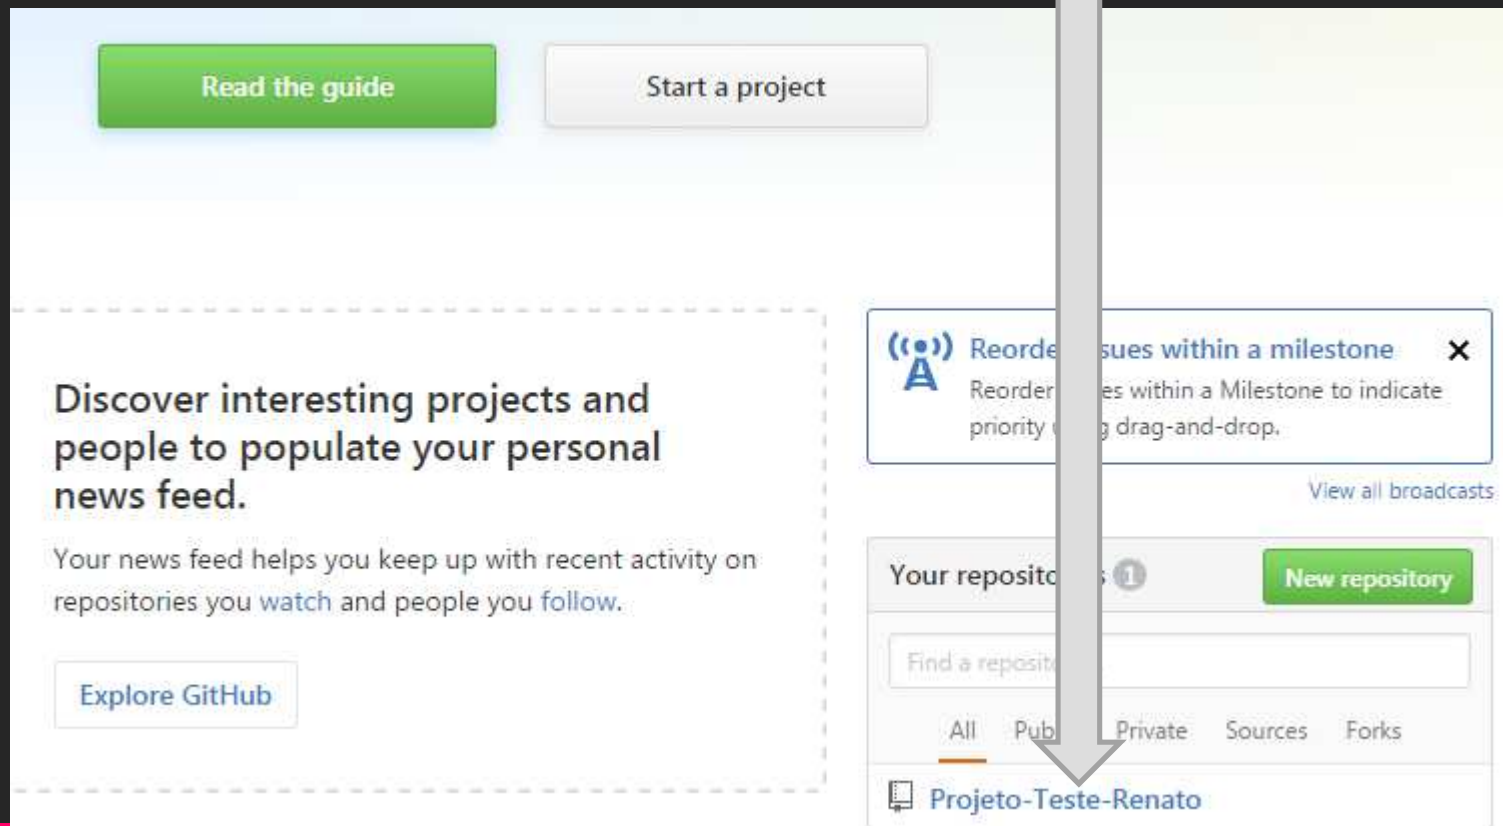 Read the guide
Start a project
Discover interesting projects and
people to populate your personal
news feed.
Your news feed helps you keep up with recent activity on
repositories you watch and people you follow.
Explore GitHub
Reorde sues within a milestone
Reorder es within a Milestone to indicate
priority drag-and-drop.
View all broadcasts
Your reposito s 1
New repository
Find a reposit
All Pub Private Sources Forks
Projeto-Teste-Renato